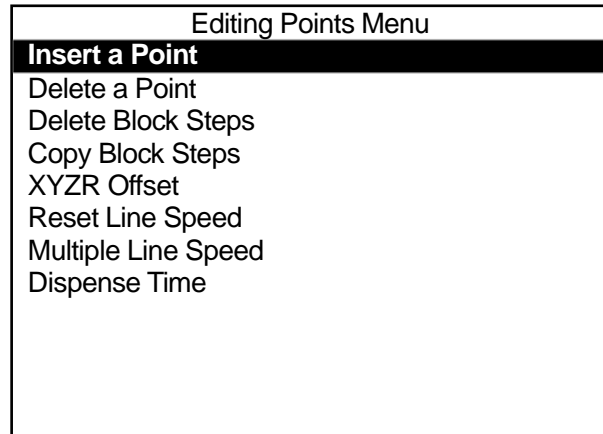 Editing Points Menu
Insert a Point
Delete a Point
Delete Block Steps
Copy Block Steps
XYZR Offset
Reset Line Speed
Multiple Line Speed
Dispense Time